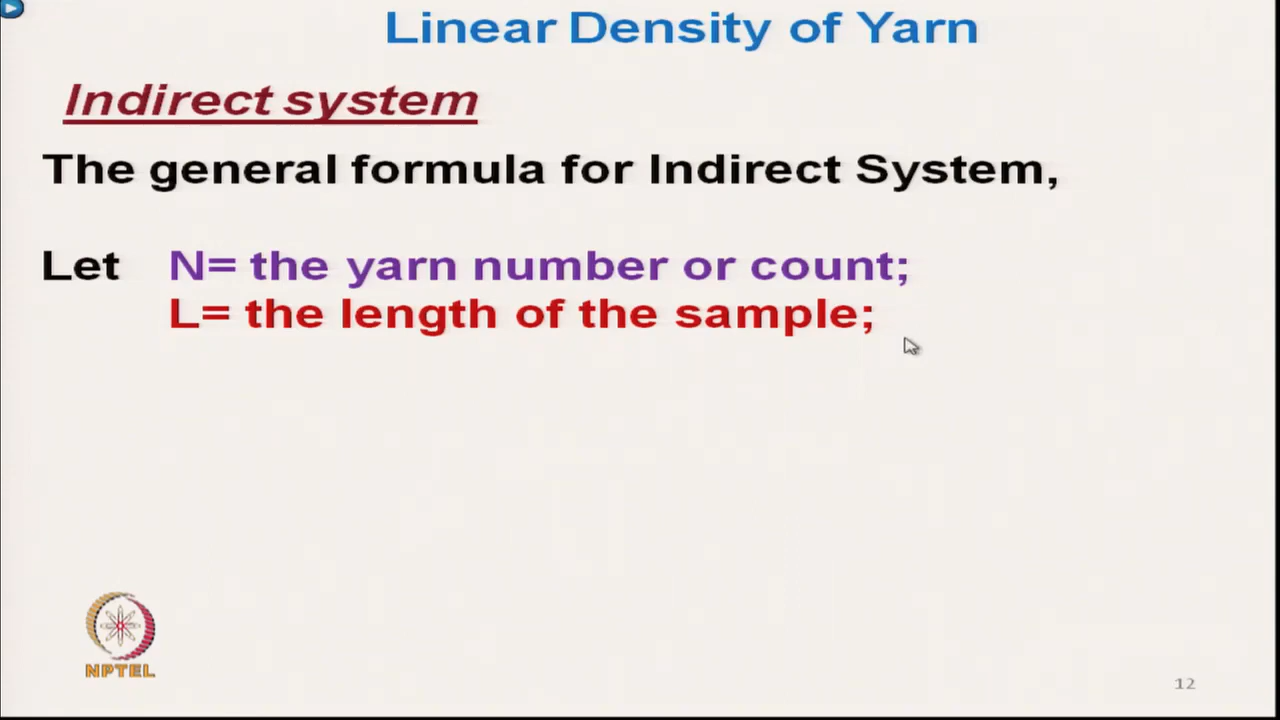 Linear Density of Yarn
Indirect system
The general formula for Indirect System,
Let N= the yarn number or count;
L= the length of the sample;
NPTEL
12